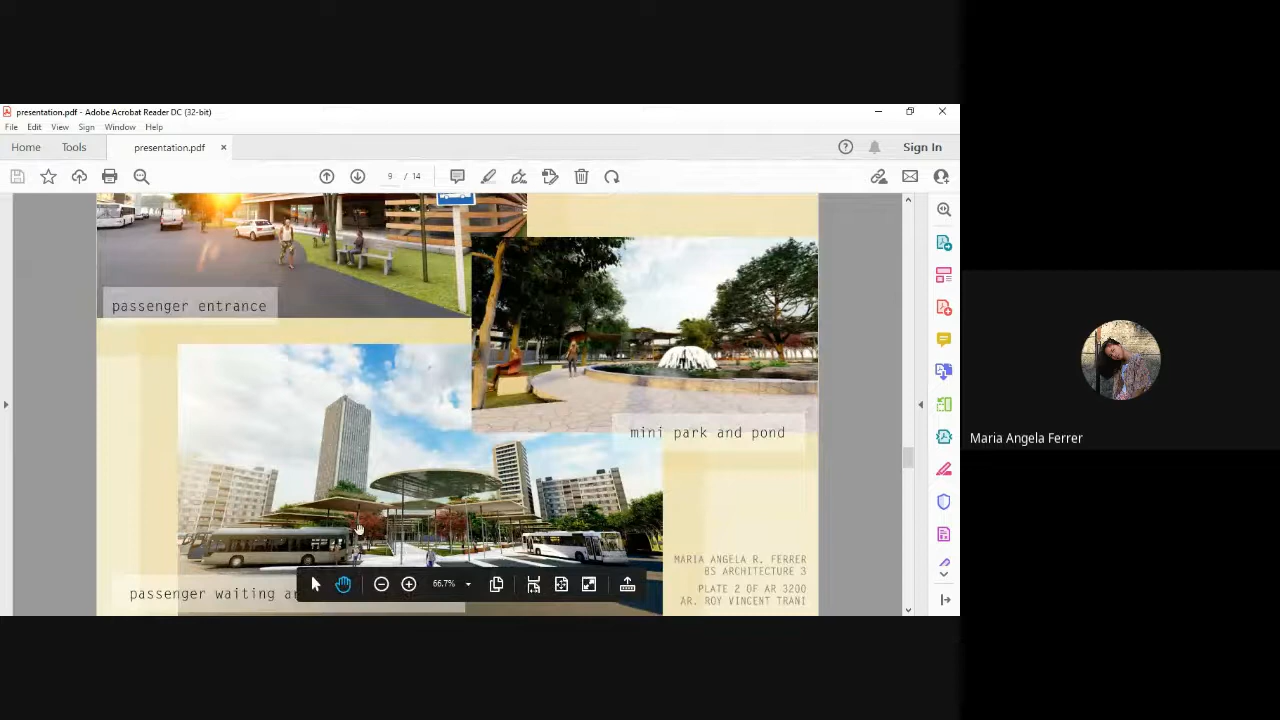 presentation.pdf - Adobe Acrobat Reader DC (32-bit)
File Edit View Sign Window Help
Home Tools presentation.pdf × Sign In
9 / 14
passenger entrance
mini park and pond
MARIA ANGELA R. FERRER
BS ARCHITECTURE 3
PLATE 2 OF AR 3200
AR. ROY VINCENT TRANI
passenger waiting
66.7%
Maria Angela Ferrer